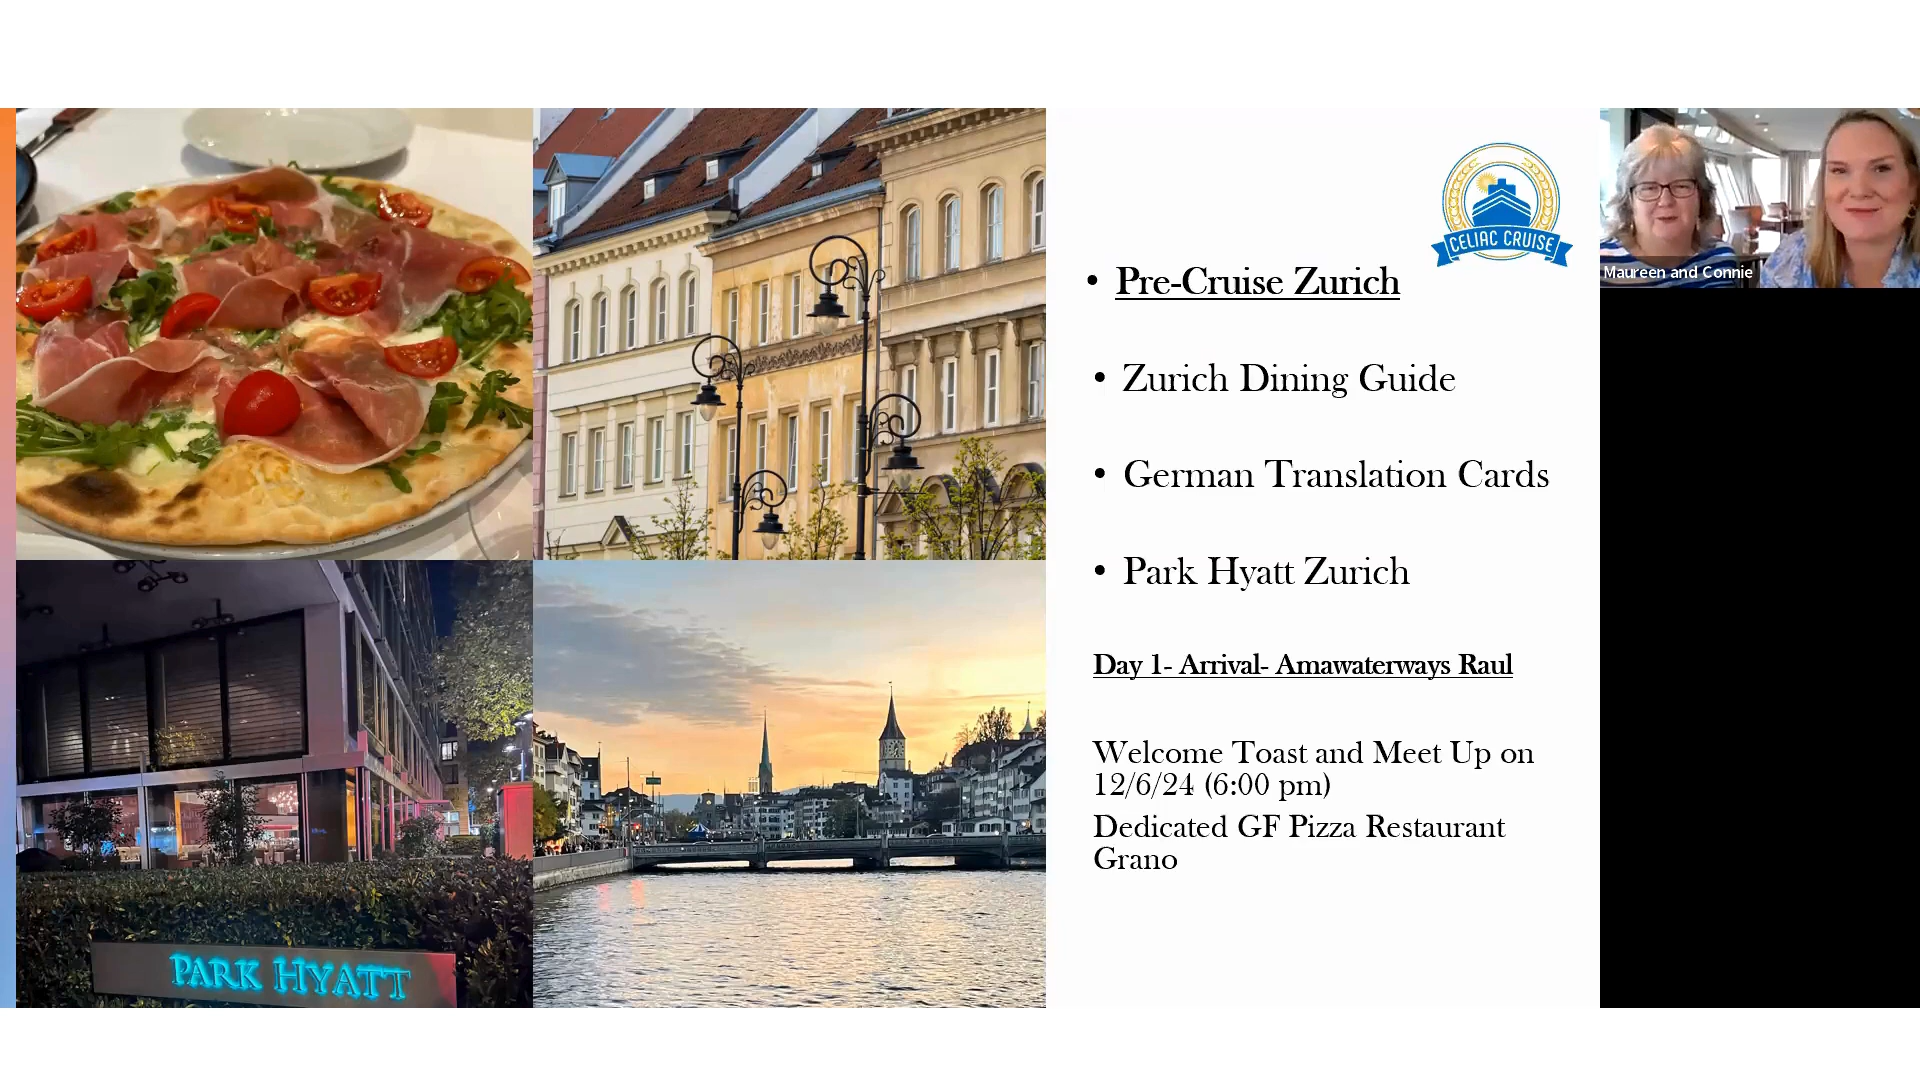 CELIAC CRUISE
• Pre-Cruise Zurich
• Zurich Dining Guide
• German Translation Cards
• Park Hyatt Zurich
Day 1- Arrival- Amawaterways Raul
Welcome Toast and Meet Up on
12/6/24 (6:00 pm)
Dedicated GF Pizza Restaurant
Grano
PARK HYATT
Maureen and Connie